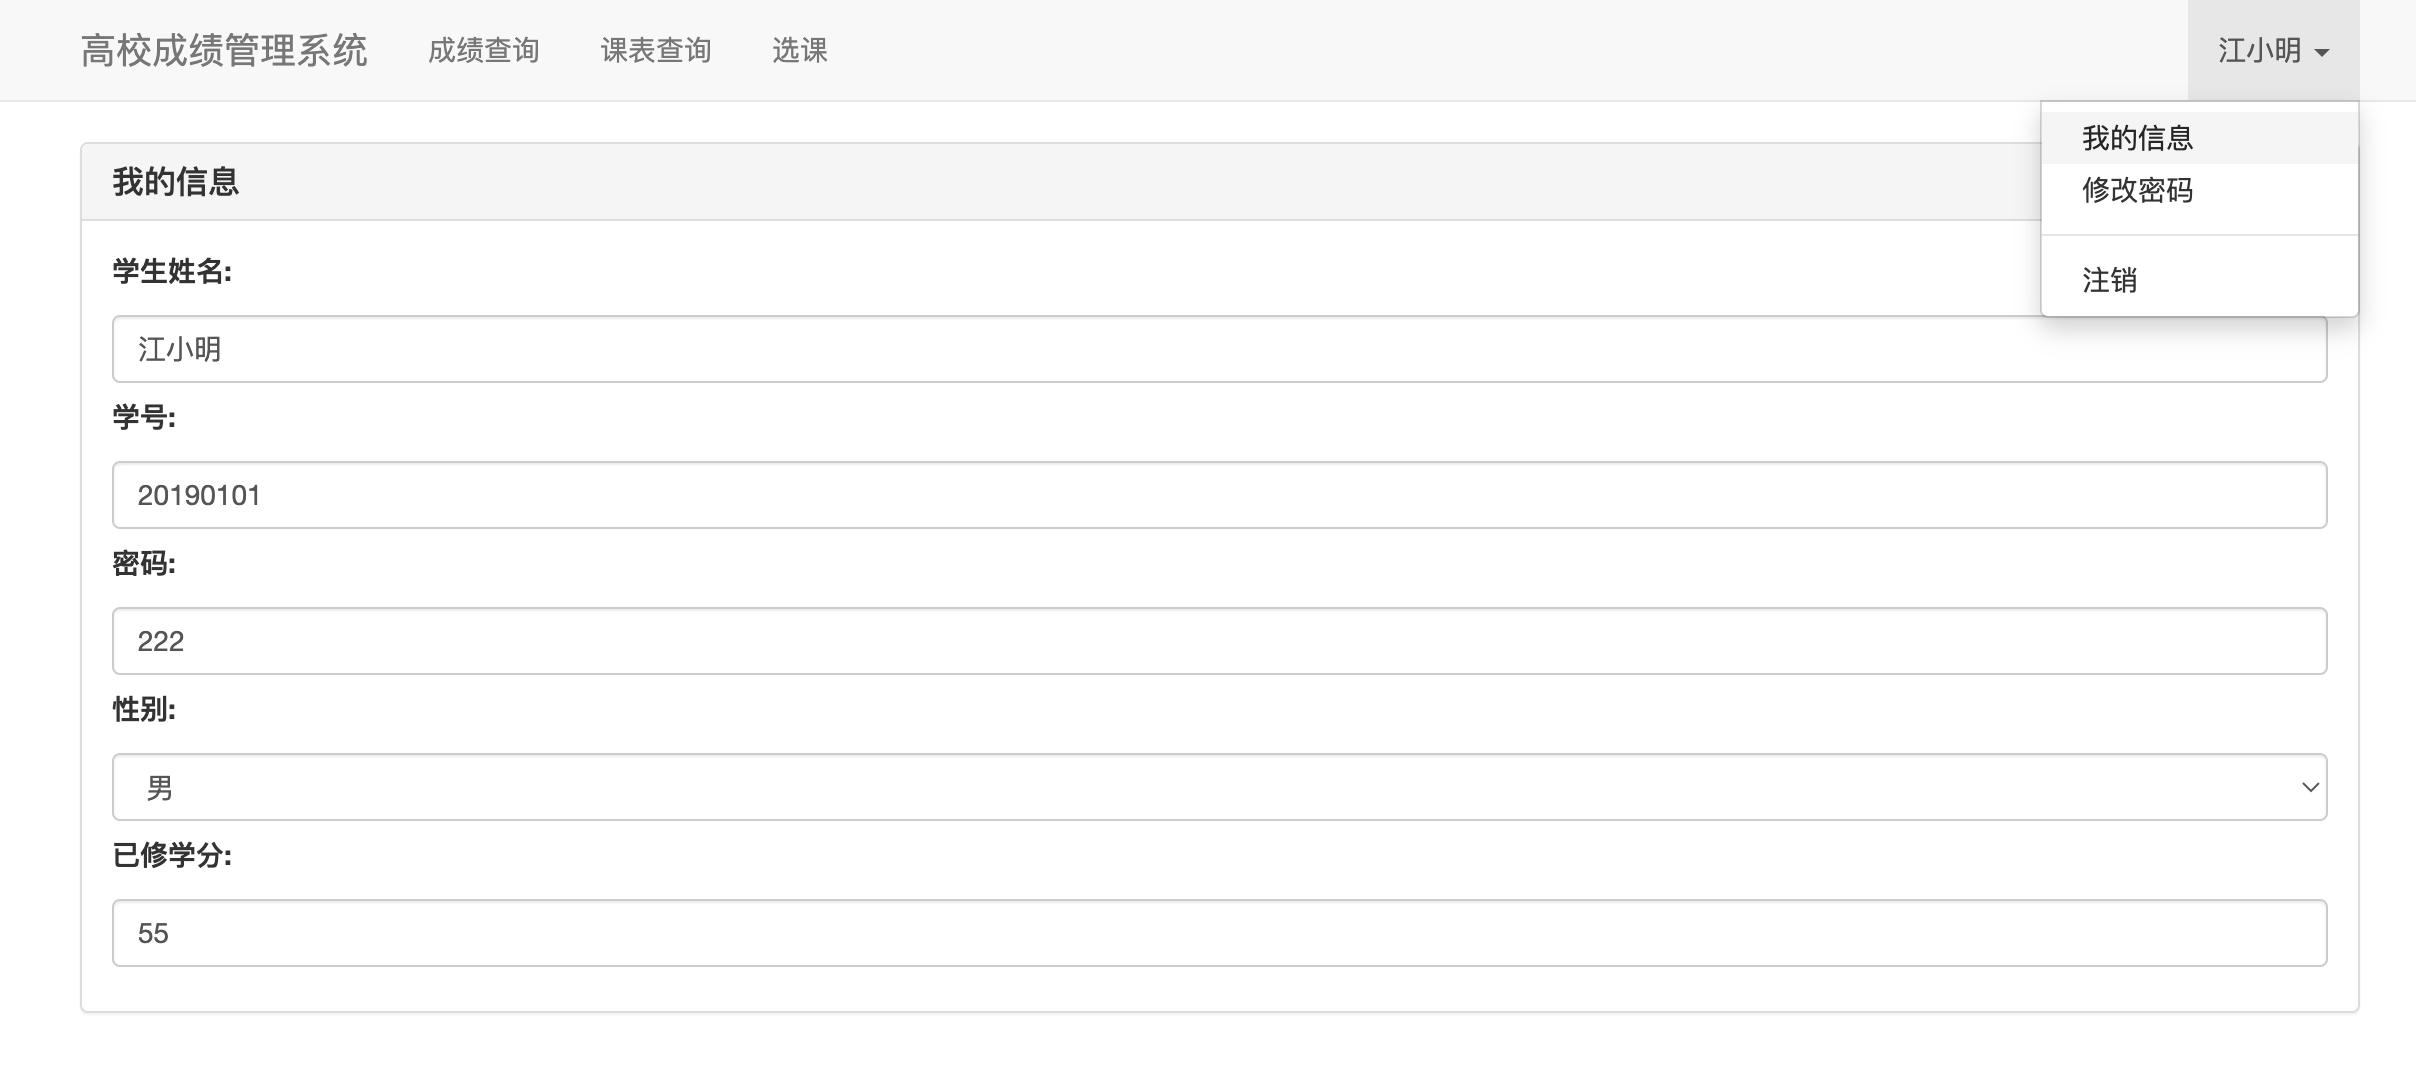 高校成绩管理系统 成绩查询 课表查询 选课 江小明
我的信息
修改密码
注销
我的信息
学生姓名:
江小明
学号:
20190101
密码:
222
性别:
男
已修学分:
55